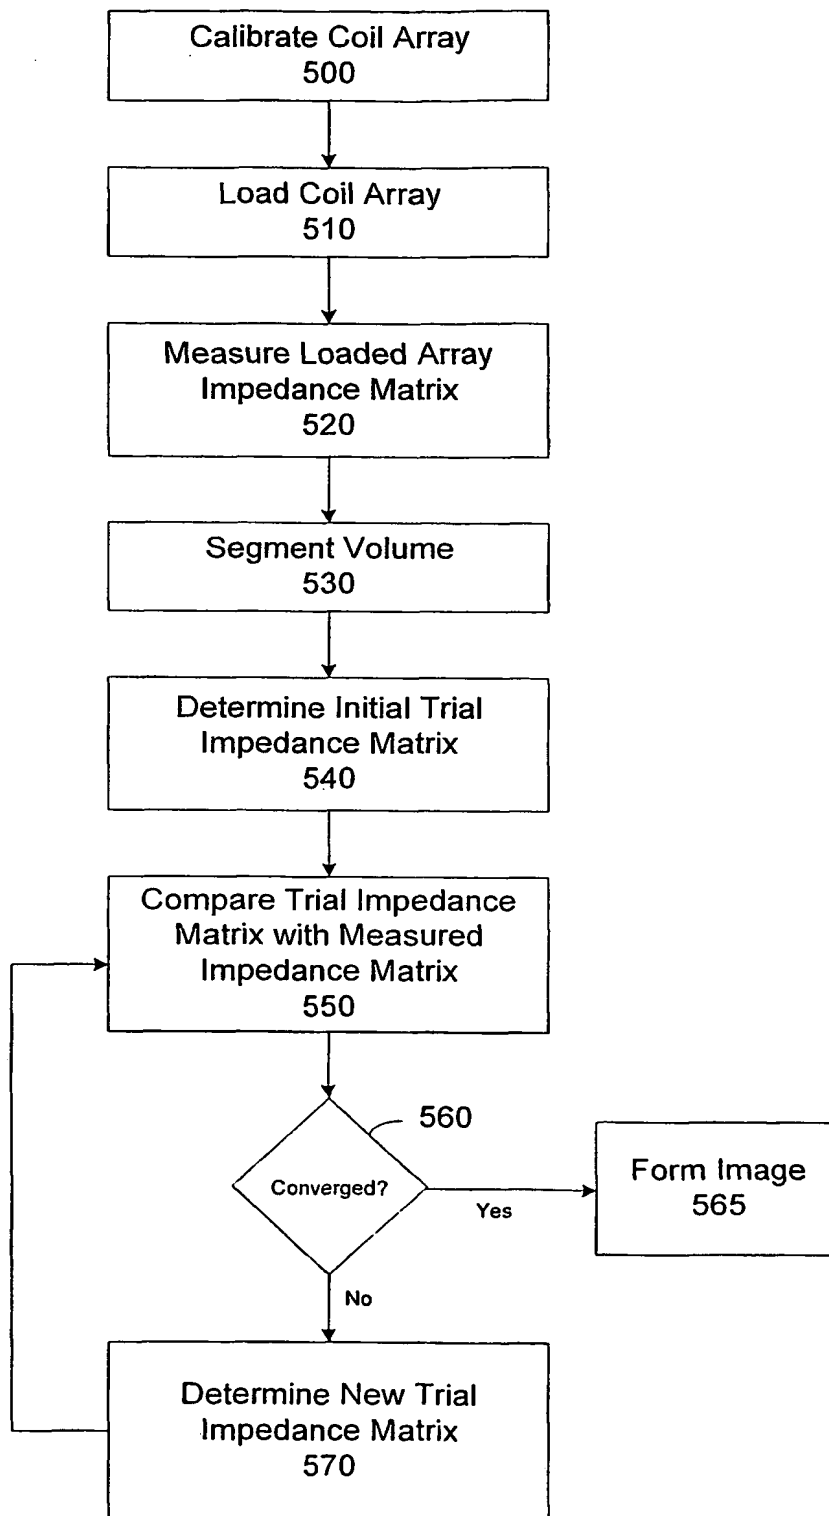 Calibrate Coil Array
500
Load Coil Array
510
Measure Loaded Array
Impedance Matrix
520
Segment Volume
530
Determine Initial Trial
Impedance Matrix
540
Compare Trial Impedance
Matrix with Measured
Impedance Matrix
550
560
Converged?
Yes
Form Image
565
No
Determine New Trial
Impedance Matrix
570